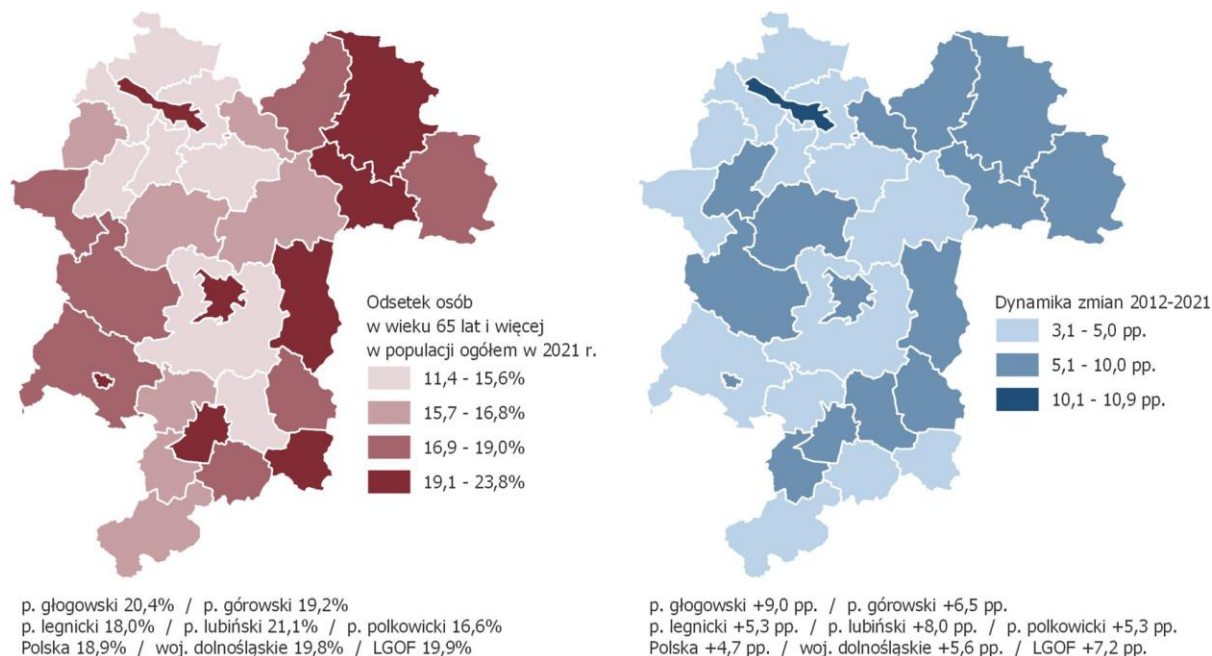 Odsetek osób
w wieku 65 lat i więcej
w populacji ogółem w 2021 r.
11,4 - 15,6%
15,7 - 16,8%
16,9 - 19,0%
19,1 - 23,8%
p. głogowski 20,4% / p. górowski 19,2%
p. legnicki 18,0% / p. lubiński 21,1% / p. polkowicki 16,6%
Polska 18,9% / woj. dolnośląskie 19,8% / LGOF 19,9%
Dynamika zmian 2012-2021
3,1 - 5,0 pp.
5,1 - 10,0 pp.
10,1 - 10,9 pp.
p. głogowski +9,0 pp. / p. górowski +6,5 pp.
p. legnicki +5,3 pp. / p. lubiński +8,0 pp. / p. polkowicki +5,3 pp.
Polska +4,7 pp. / woj. dolnośląskie +5,6 pp. / LGOF +7,2 pp.